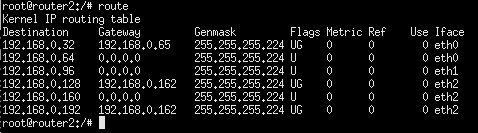 root@router2:/# route
Kernel IP routing table
Destination     Gateway         Genmask         Flags Metric Ref    Use Iface
192.168.0.32    192.168.0.65    255.255.255.224 UG    0      0        0 eth0
192.168.0.64    0.0.0.0         255.255.255.224 U     0      0        0 eth0
192.168.0.96    0.0.0.0         255.255.255.224 U     0      0        0 eth1
192.168.0.128   192.168.0.162   255.255.255.224 UG    0      0        0 eth2
192.168.0.160   0.0.0.0         255.255.255.224 U     0      0        0 eth2
192.168.0.192   192.168.0.162   255.255.255.224 UG    0      0        0 eth2
root@router2:/#